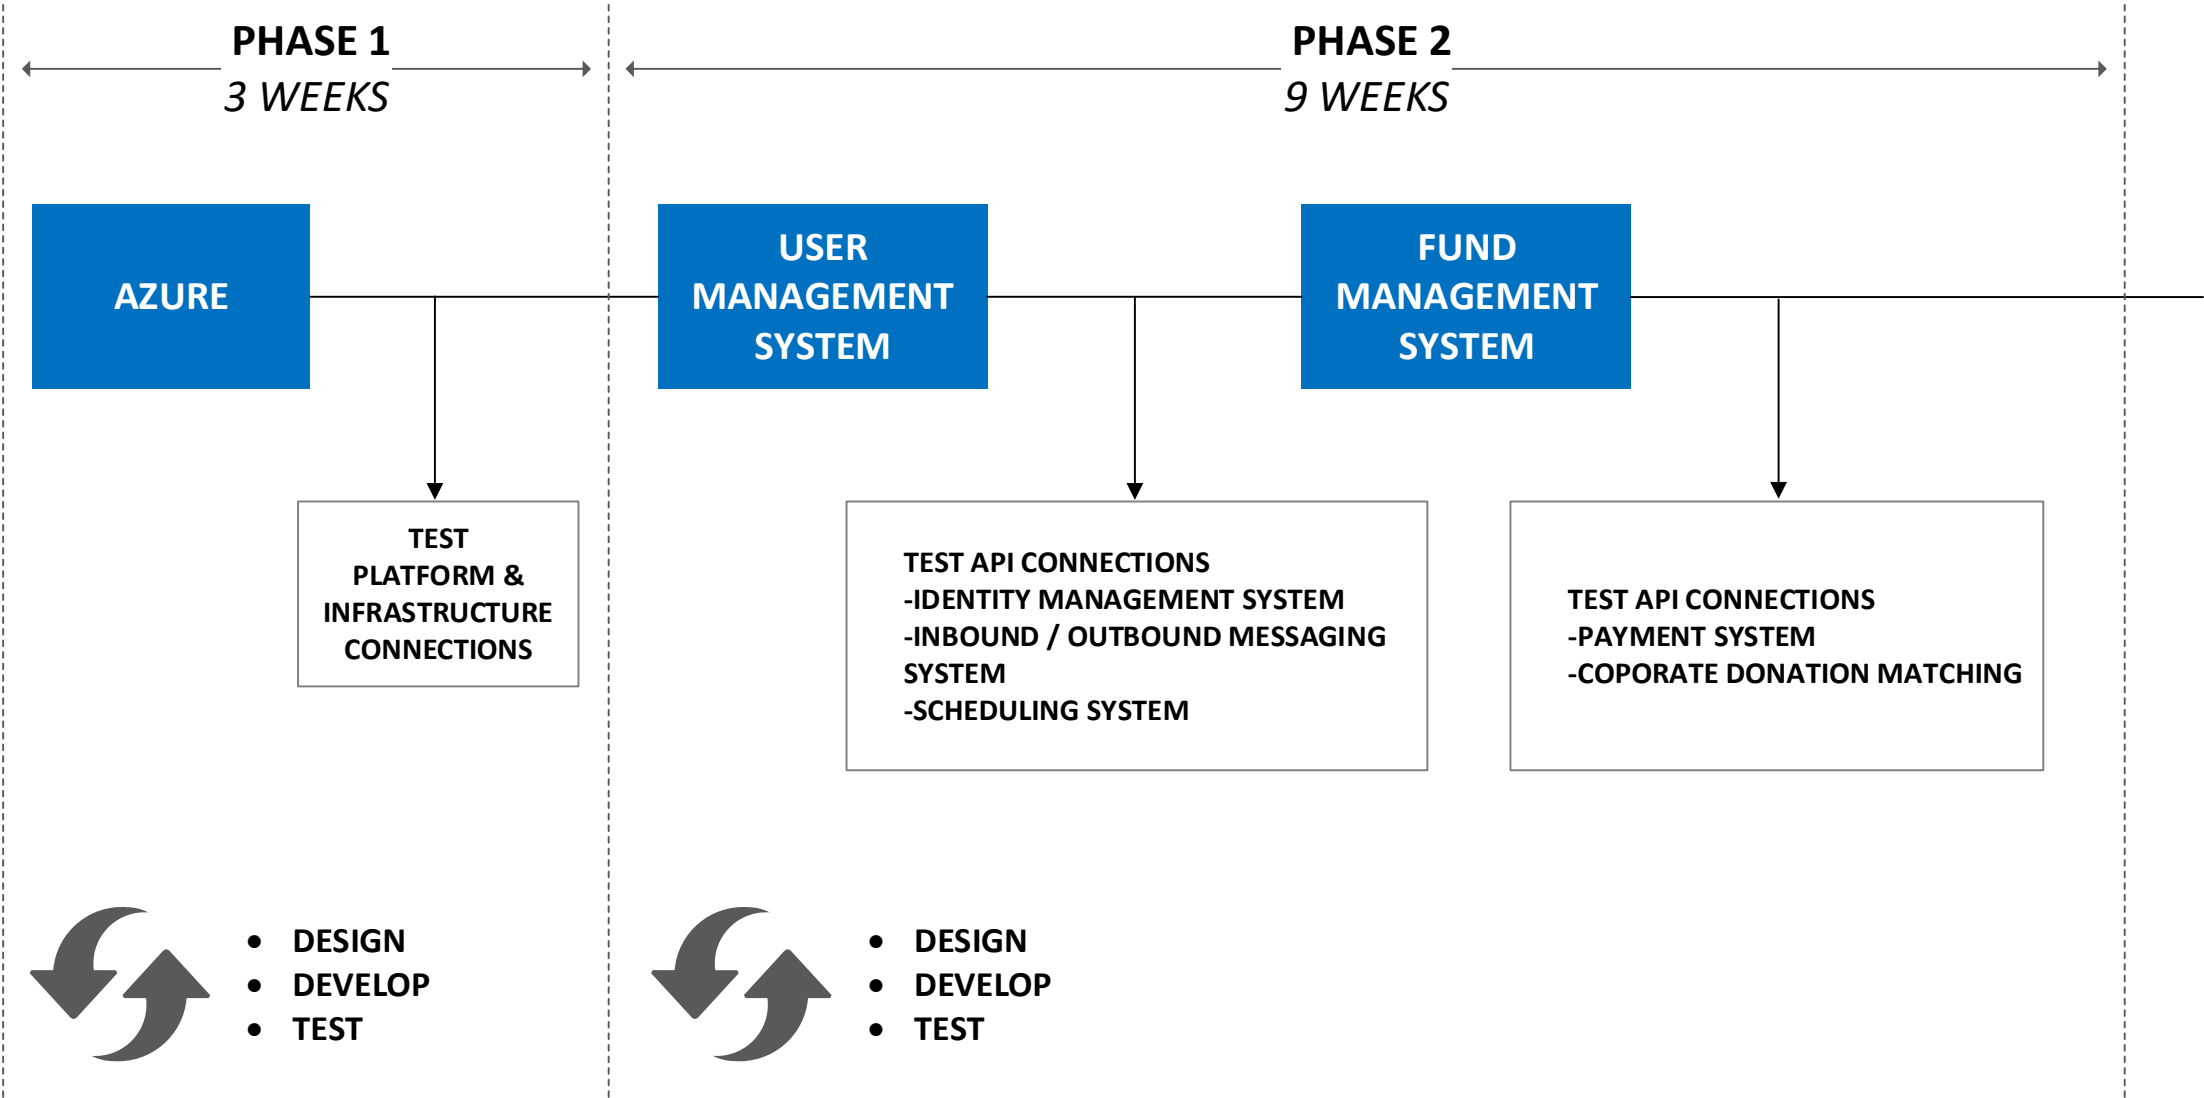 PHASE 1
3 WEEKS
PHASE 2
9 WEEKS
AZURE
USER
MANAGEMENT
SYSTEM
FUND
MANAGEMENT
SYSTEM
TEST
PLATFORM &
INFRASTRUCTURE
CONNECTIONS
TEST API CONNECTIONS
-IDENTITY MANAGEMENT SYSTEM
-INBOUND / OUTBOUND MESSAGING
SYSTEM
-SCHEDULING SYSTEM
TEST API CONNECTIONS
-PAYMENT SYSTEM
-COPORATE DONATION MATCHING
• DESIGN
• DEVELOP
• TEST
• DESIGN
• DEVELOP
• TEST